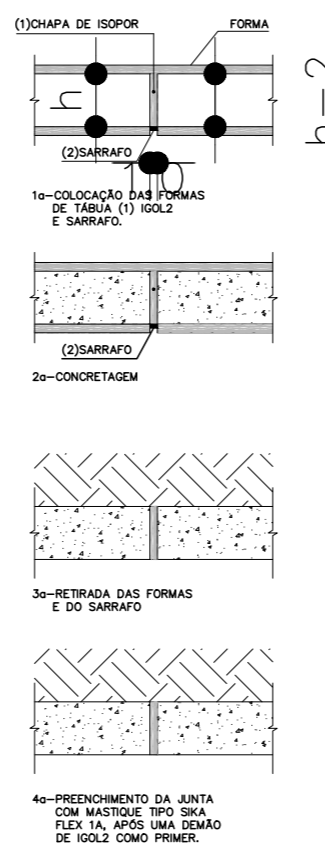 (1)CHAPA DE ISOPOR
FORMA
h
h-2
(2)SARRAFO
10
1a-COLOCAÇÃO DAS FORMAS
DE TÁBUA (1) IGOL2
E SARRAFO.
(2)SARRAFO
2a-CONCRETAGEM
3a-RETIRADA DAS FORMAS
E DO SARRAFO
4a-PREENCHIMENTO DA JUNTA
COM MASTIQUE TIPO SIKA
FLEX 1A, APÓS UMA DEMÃO
DE IGOL2 COMO PRIMER.